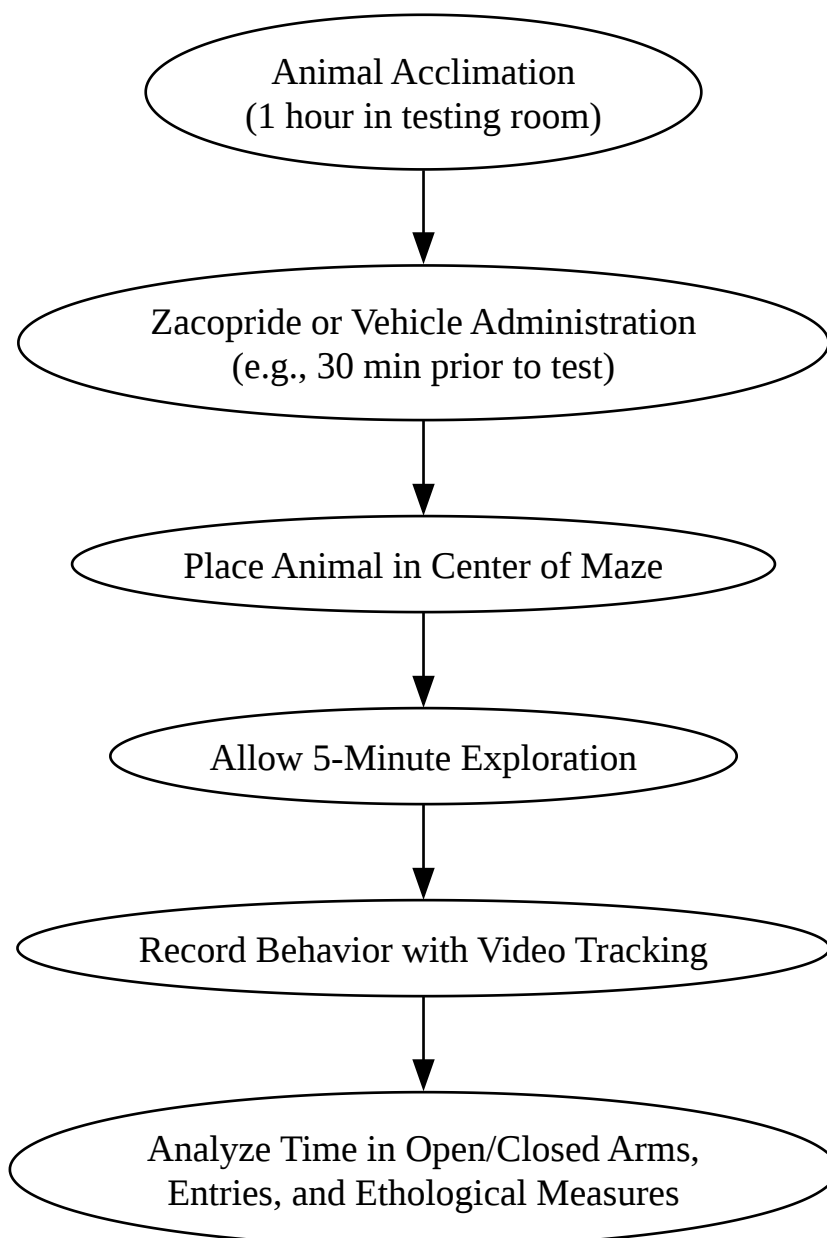 Animal Acclimation
(1 hour in testing room)
Zacopride or Vehicle Administration
(e.g., 30 min prior to test)
Place Animal in Center of Maze
Allow 5-Minute Exploration
Record Behavior with Video Tracking
Analyze Time in Open/Closed Arms,
Entries, and Ethological Measures